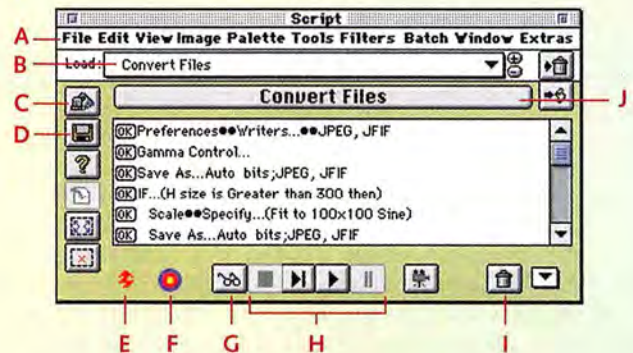 Script
A
File Edit View Image Palette Tools Filters Batch Window Extras
B
Load: Convert Files
C
Convert Files
J
D
OK Preferences●●Writers...●●JPEG, JFIF
OK Gamma Control...
OK Save As...Auto bits;JPEG, JFIF
OK IF...(H size is Greater than 300 then)
OK Scale●●Specify...(Fit to 100x100 Sine)
OK Save As...Auto bits;JPEG, JFIF
?
E F G H I